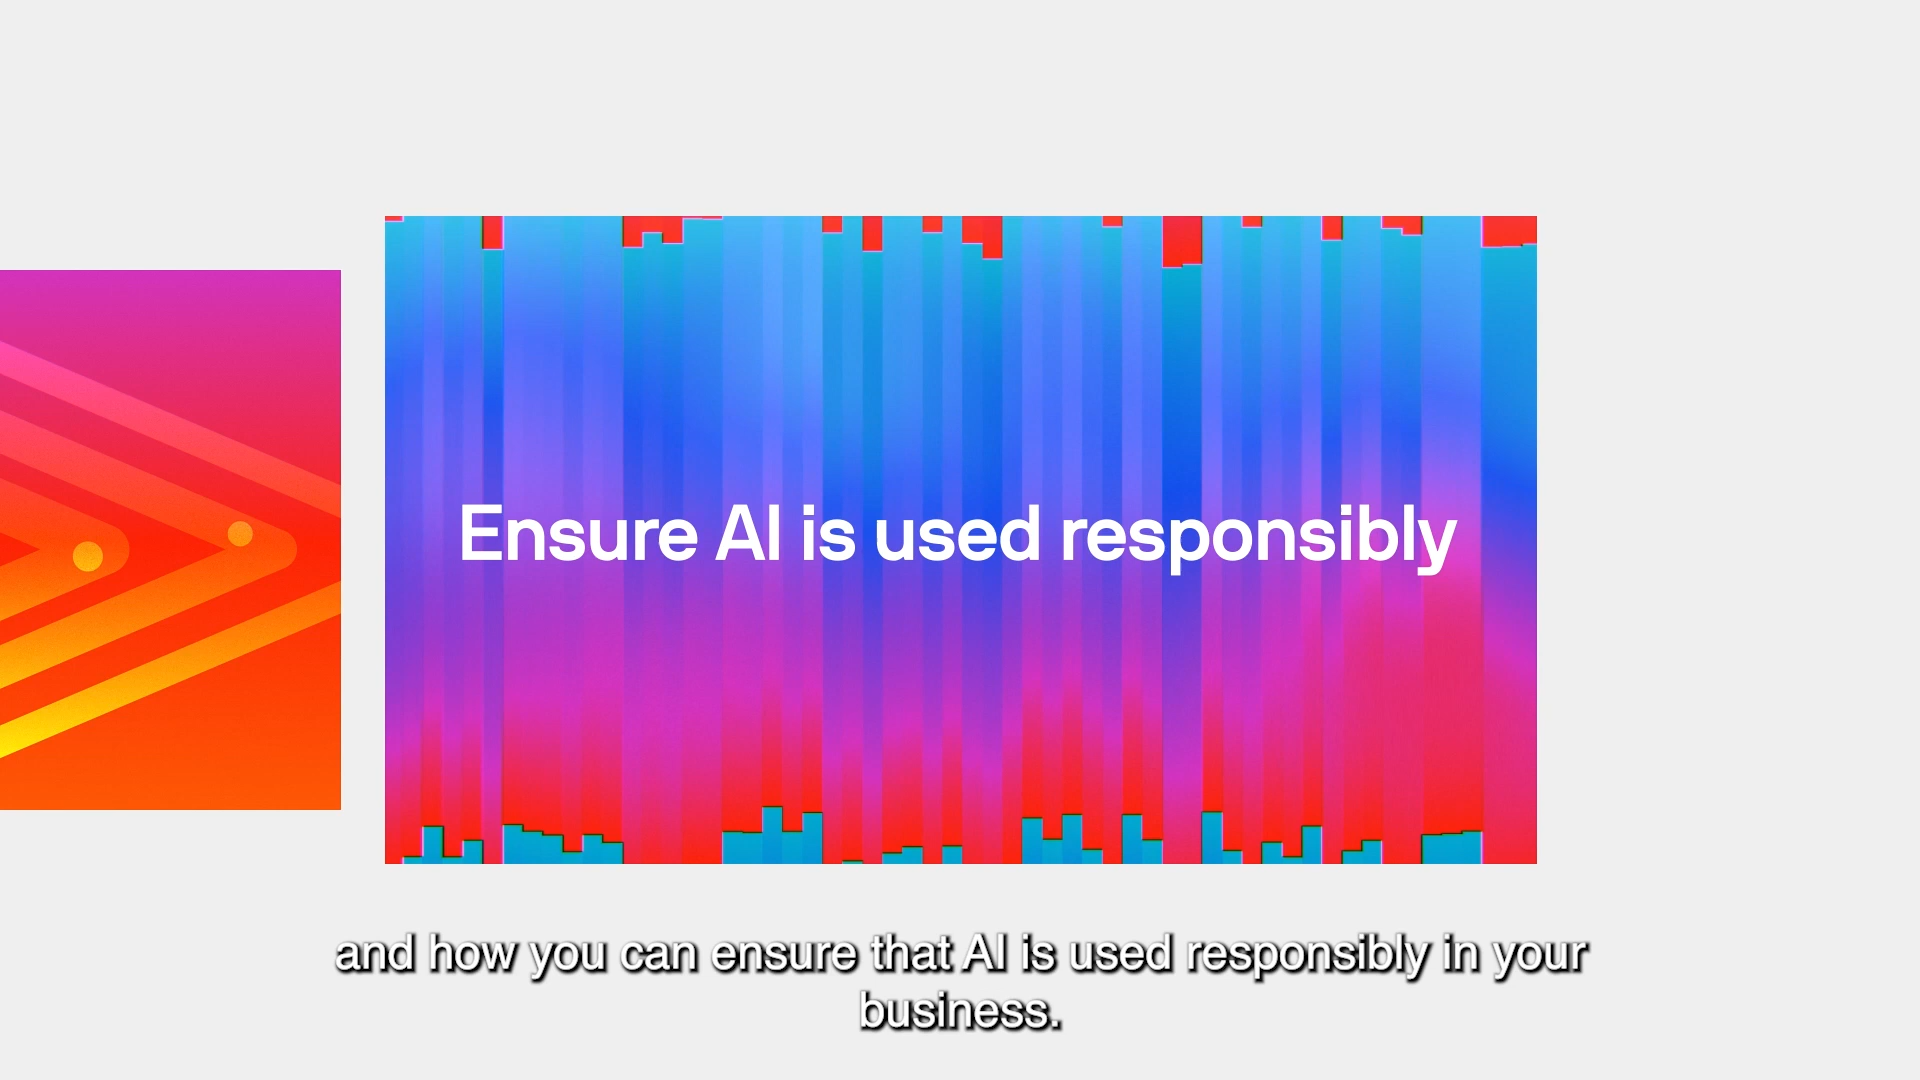 Ensure AI is used responsibly
and how you can ensure that AI is used responsibly in your
business.